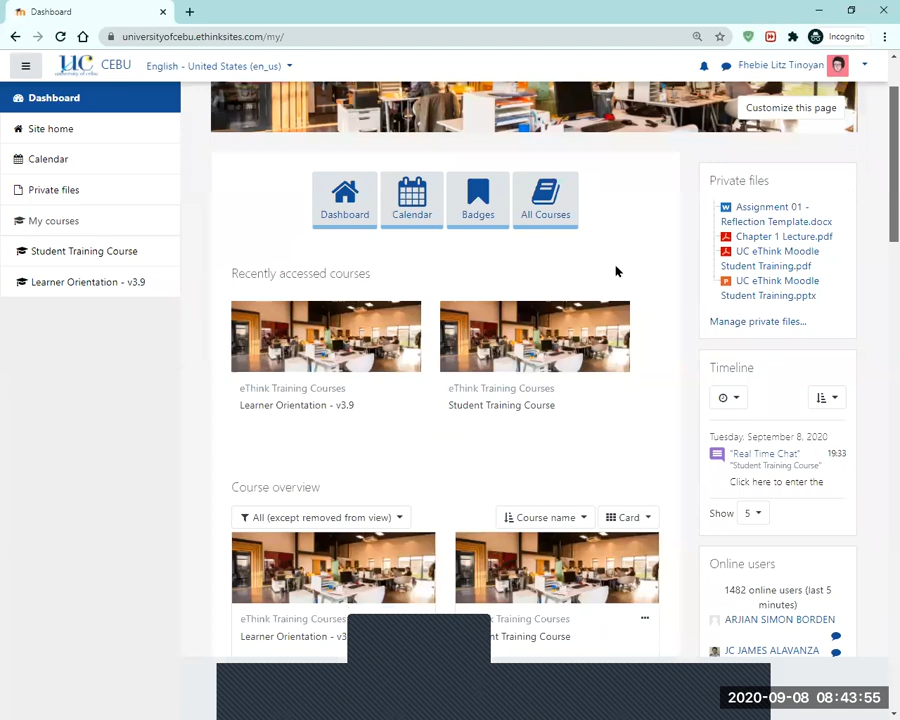 Dashboard
universityofcebu.ethinksites.com/my/
Incognito
UC CEBU English - United States (en_us)
university of cebu
Fhebie Litz Tinoyan
Dashboard
Site home
Calendar
Private files
My courses
Student Training Course
Learner Orientation - v3.9
Customize this page
Dashboard Calendar Badges All Courses
Recently accessed courses
eThink Training Courses
Learner Orientation - v3.9
eThink Training Courses
Student Training Course
Course overview
All (except removed from view) Course name Card
eThink Training Courses
Learner Orientation - v3
g Courses
nt Training Course
Private files
Assignment 01 -
Reflection Template.docx
Chapter 1 Lecture.pdf
UC eThink Moodle
Student Training.pdf
UC eThink Moodle
Student Training.pptx
Manage private files...
Timeline
Tuesday, September 8, 2020
"Real Time Chat" 19:33
"Student Training Course"
Click here to enter the
Show 5
Online users
1482 online users (last 5
minutes)
ARJIAN SIMON BORDEN
JC JAMES ALAVANZA
2020-09-08 08:43:55